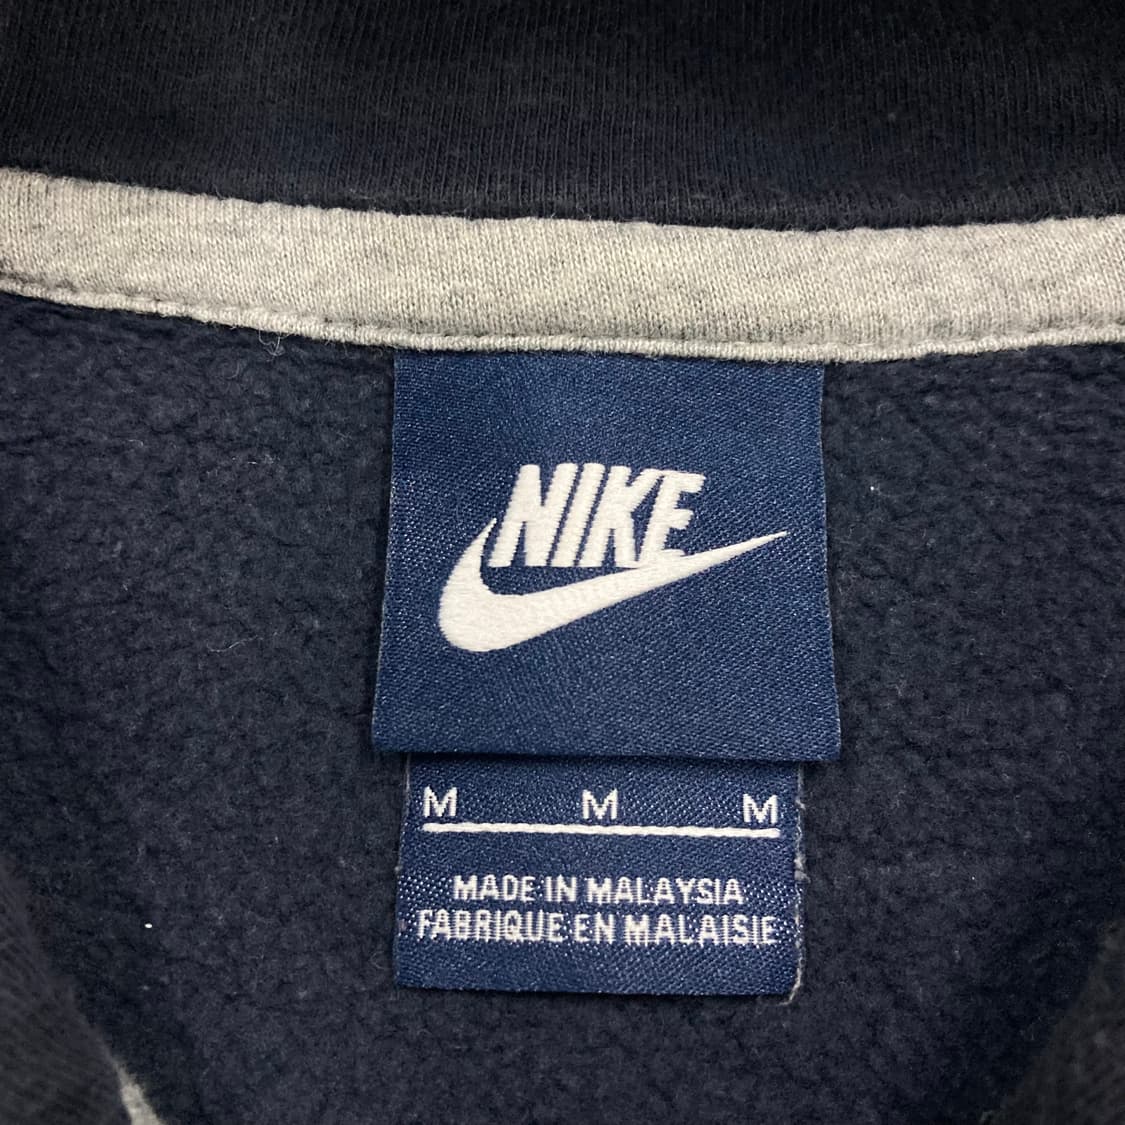 NIKE
M M M
MADE IN MALAYSIA
FABRIQUE EN MALAISIE